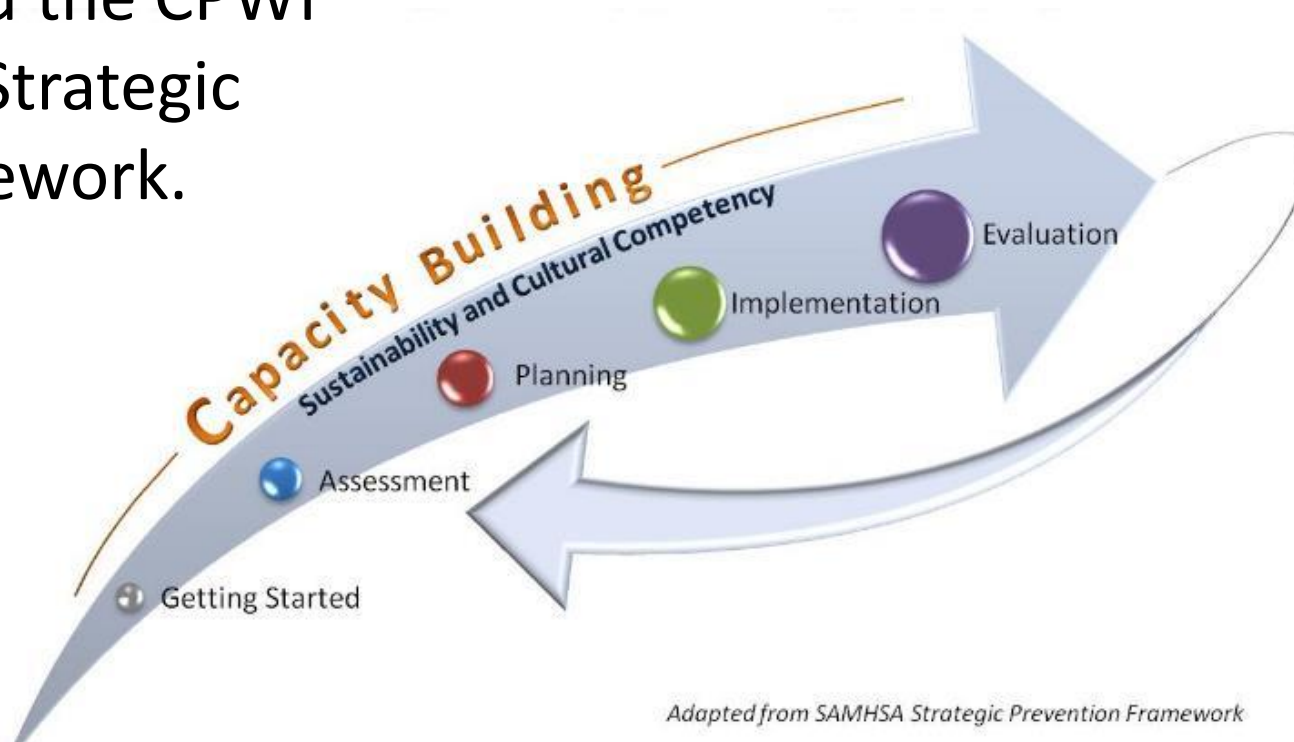 the CPWI
Strategic
ework.
Capacity Building
Sustainability and Cultural Competency
Evaluation
Implementation
Planning
Assessment
Getting Started
Adapted from SAMHSA Strategic Prevention Framework